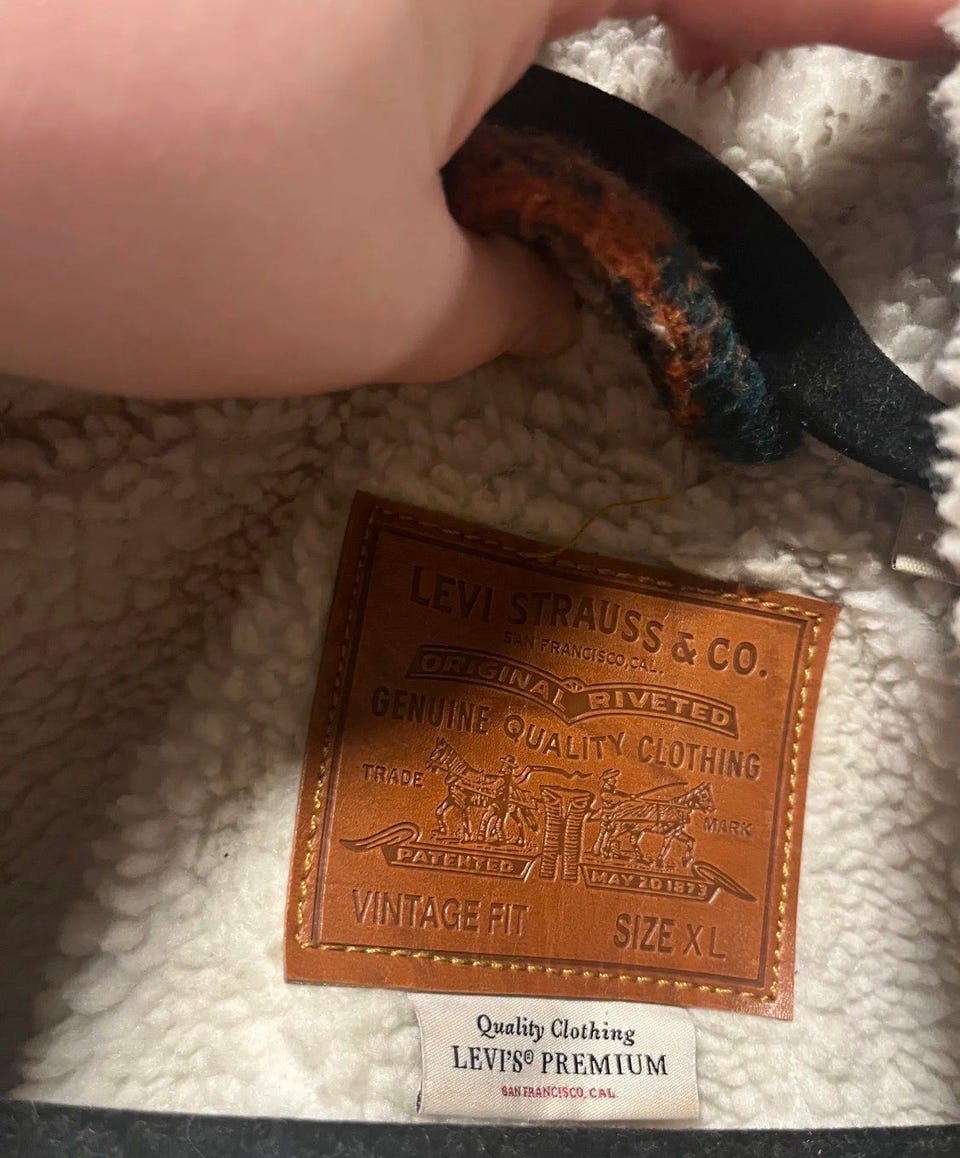 LEVI STRAUSS & CO.
SAN FRANCISCO, CAL.
ORIGINAL RIVETED
GENUINE QUALITY CLOTHING
TRADE MARK
PATENTED MAY 20 1873
VINTAGE FIT SIZE XL
Quality Clothing
LEVI'S® PREMIUM
SAN FRANCISCO, CAL